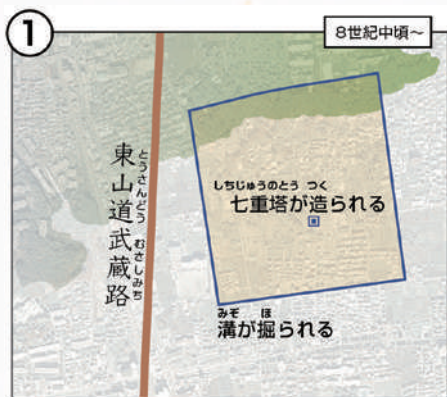 1
8世紀中頃～
とうさんどう むさしみち
東山道武蔵路
しちじゅうのとう つく
七重塔が造られる
みぞ ほ
溝が掘られる